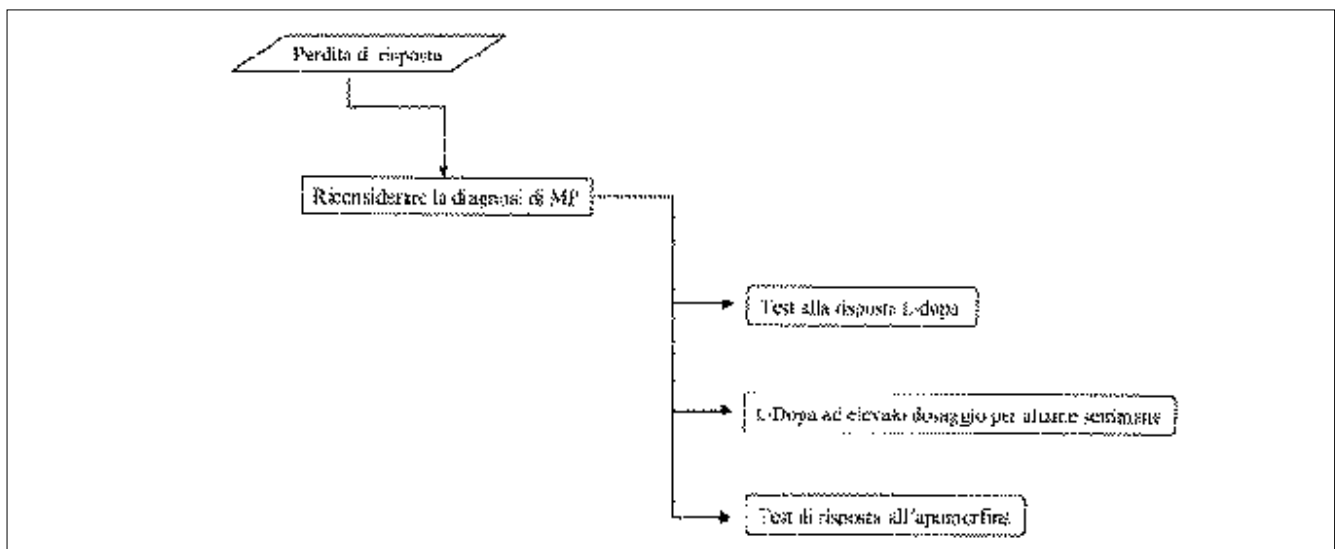 Perdita di risposta
Riconsiderare la diagnosi di MP
Test alla risposta L-dopa
L-Dopa ad elevato dosaggio per alcune settimane
Test di risposta all'apomorfina